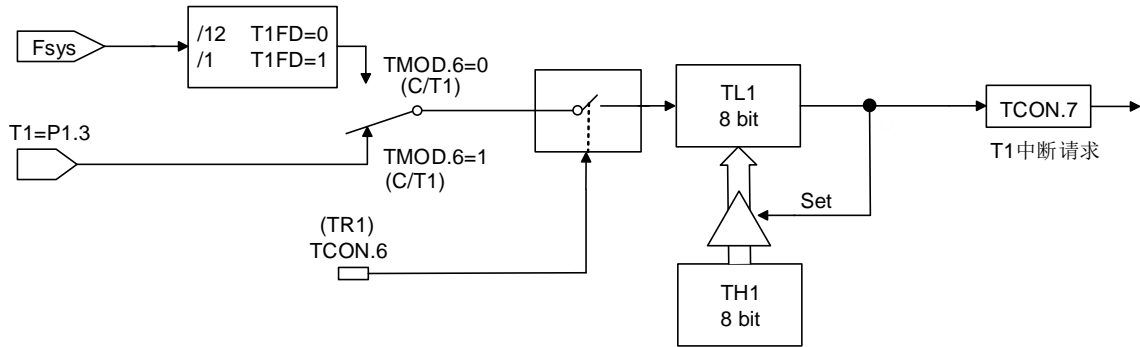 Fsys
/12 T1FD=0
/1 T1FD=1
TMOD.6=0
(C/T1)
T1=P1.3
TMOD.6=1
(C/T1)
(TR1)
TCON.6
TL1
8 bit
TCON.7
T1中断请求
Set
TH1
8 bit